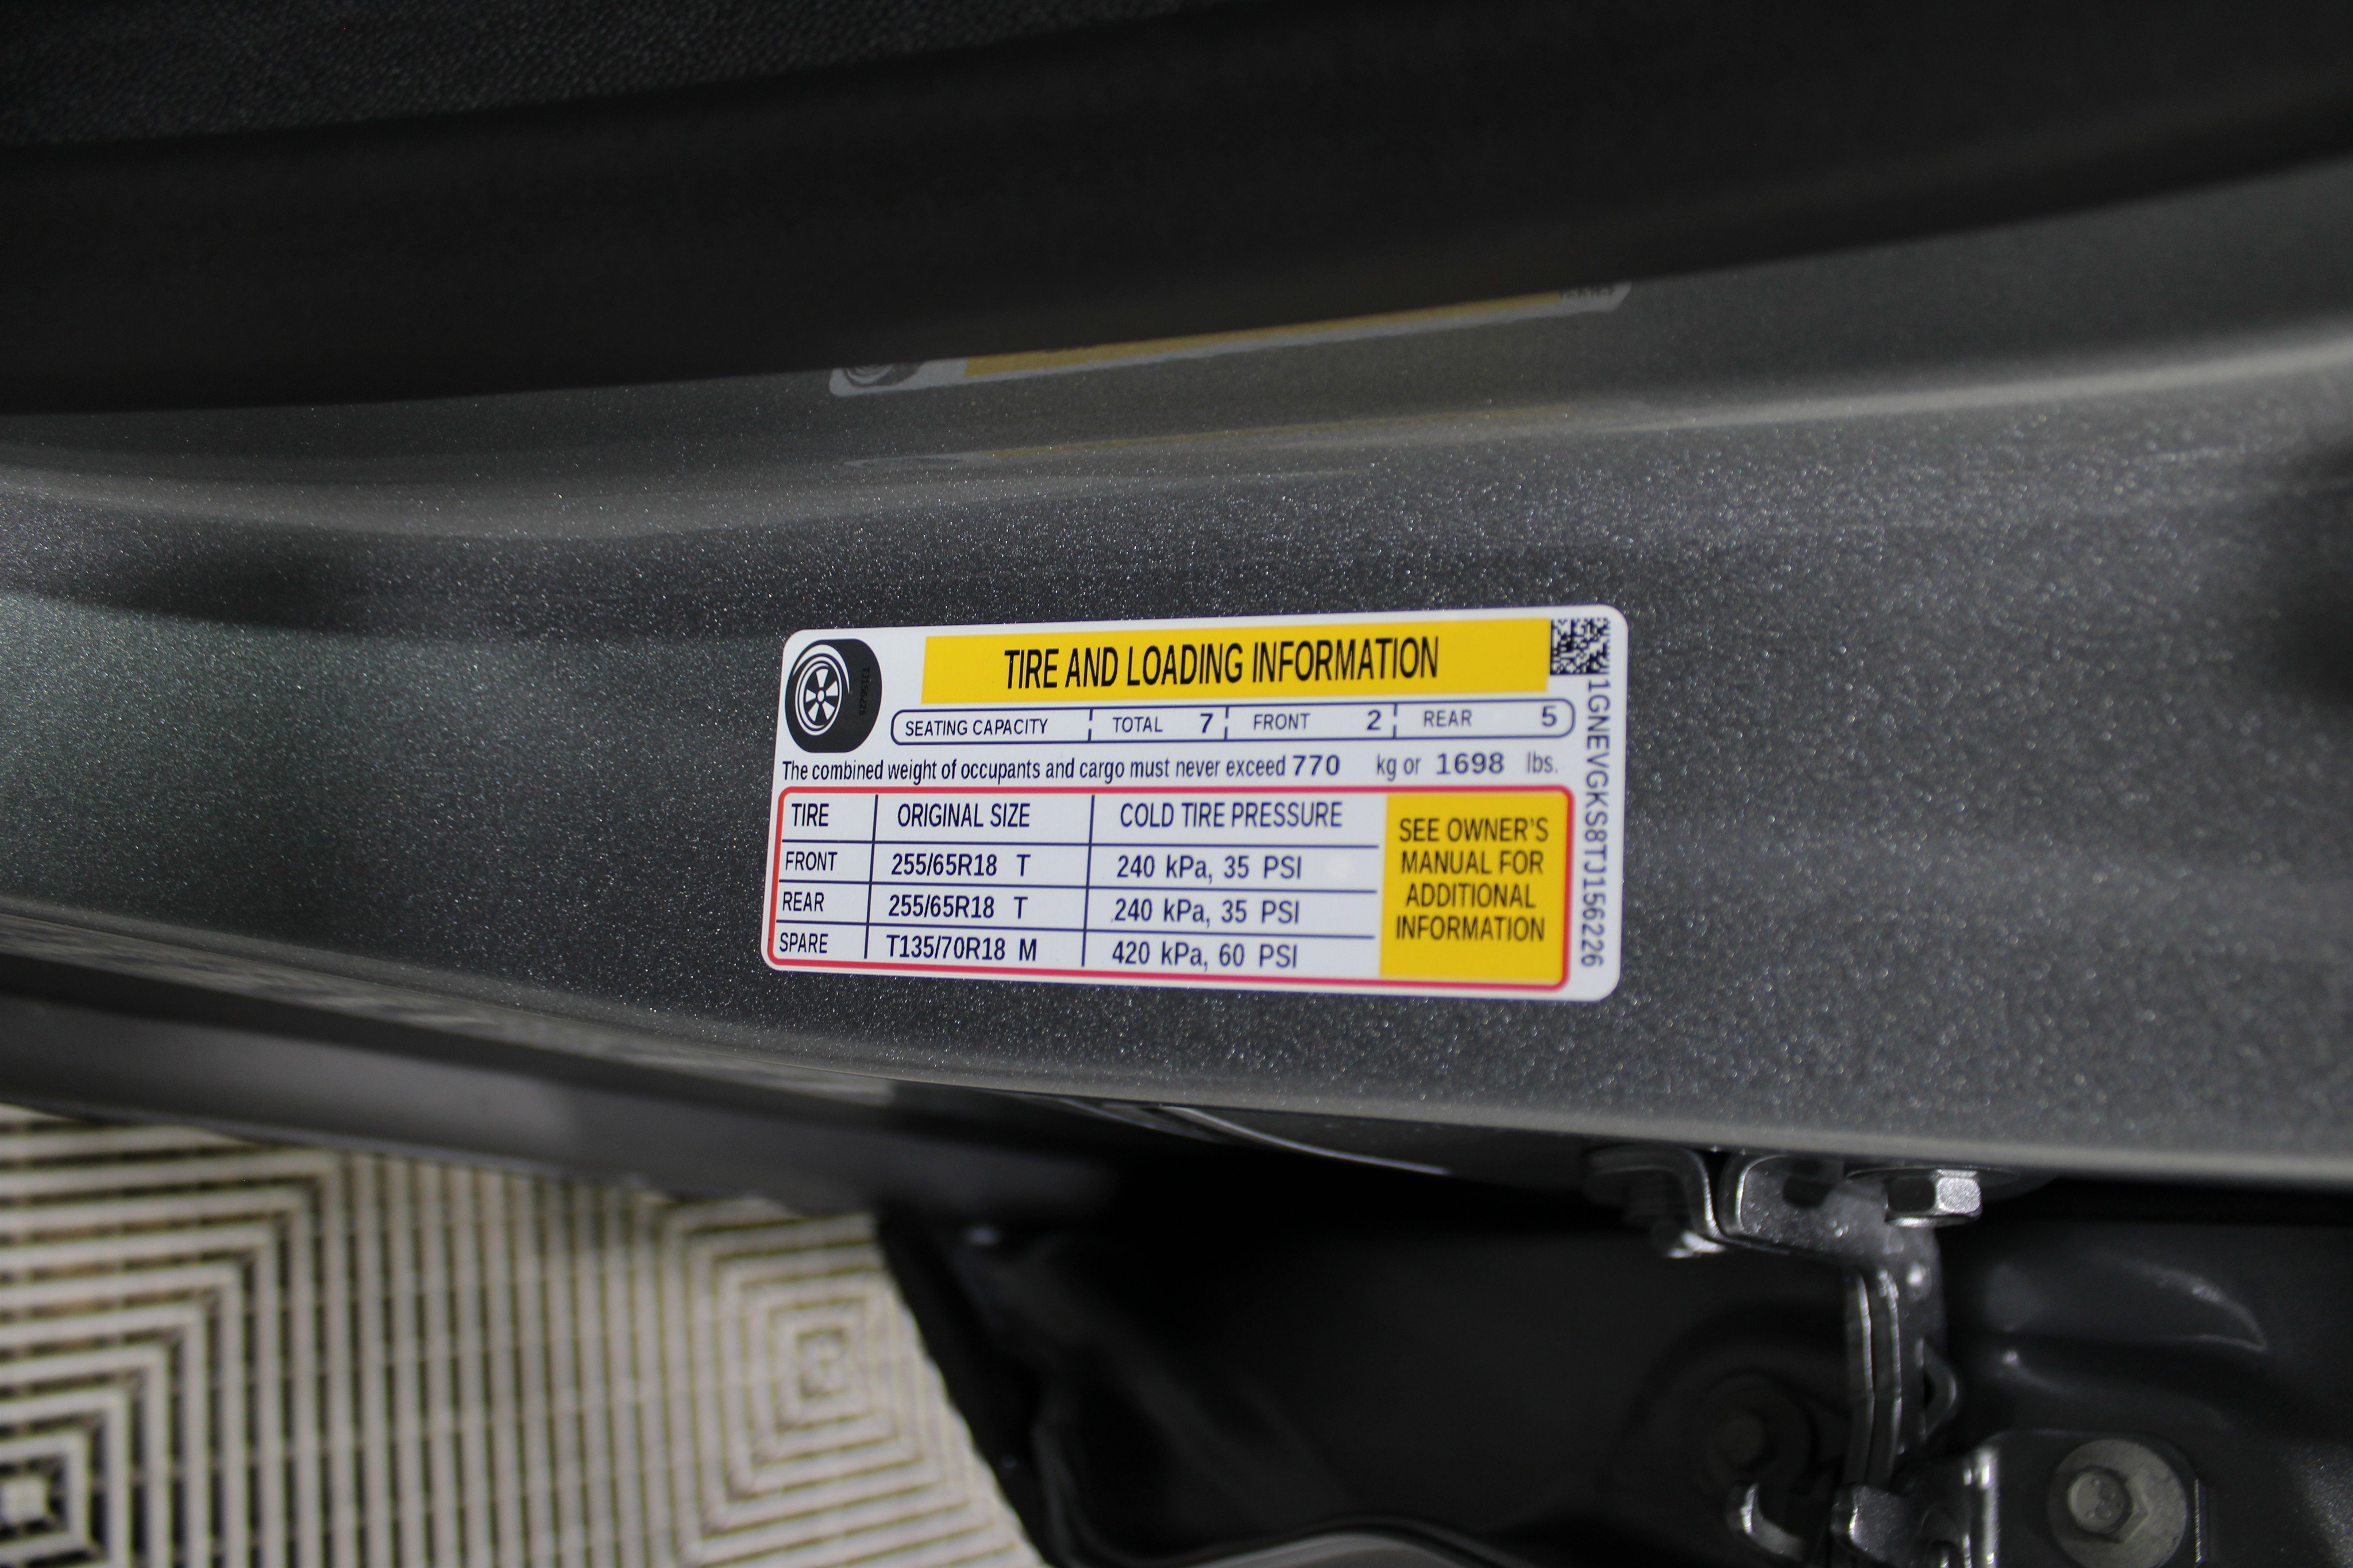 TIRE AND LOADING INFORMATION
SEATING CAPACITY TOTAL 7 FRONT 2 REAR 5
The combined weight of occupants and cargo must never exceed 770 kg or 1698 lbs.
TIRE ORIGINAL SIZE COLD TIRE PRESSURE
FRONT 255/65R18 T 240 kPa, 35 PSI
REAR 255/65R18 T 240 kPa, 35 PSI
SPARE T135/70R18 M 420 kPa, 60 PSI
SEE OWNER'S
MANUAL FOR
ADDITIONAL
INFORMATION
1GNEVGKS8TJ156226